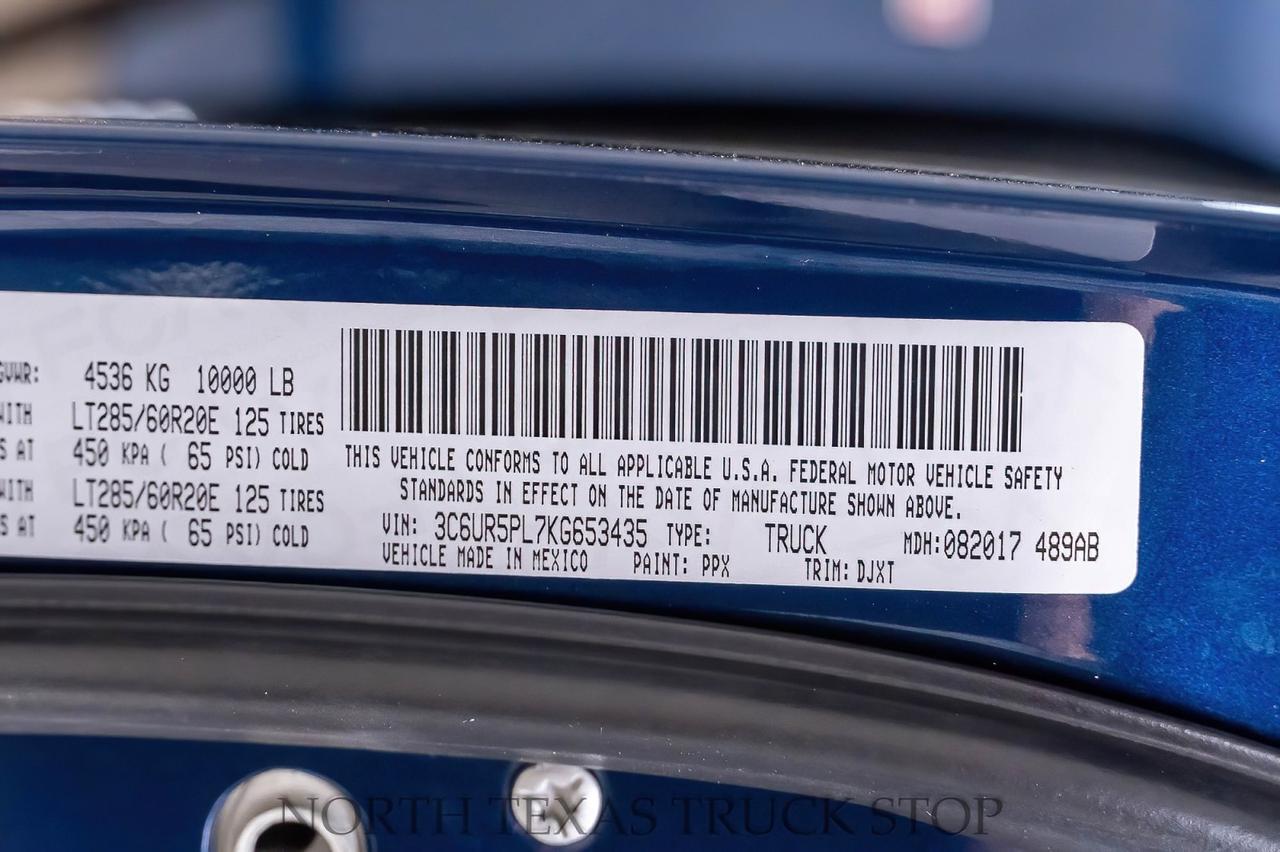 GVWR: 4536 KG 10000 LB
WITH LT285/60R20E 125 TIRES
S AT 450 KPA ( 65 PSI) COLD
WITH LT285/60R20E 125 TIRES
S AT 450 KPA ( 65 PSI) COLD
THIS VEHICLE CONFORMS TO ALL APPLICABLE U.S.A. FEDERAL MOTOR VEHICLE SAFETY
STANDARDS IN EFFECT ON THE DATE OF MANUFACTURE SHOWN ABOVE.
VIN: 3C6UR5PL7KG653435 TYPE: TRUCK MDH:082017 489AB
VEHICLE MADE IN MEXICO PAINT: PPX TRIM: DJXT
NORTH TEXAS TRUCK STOP